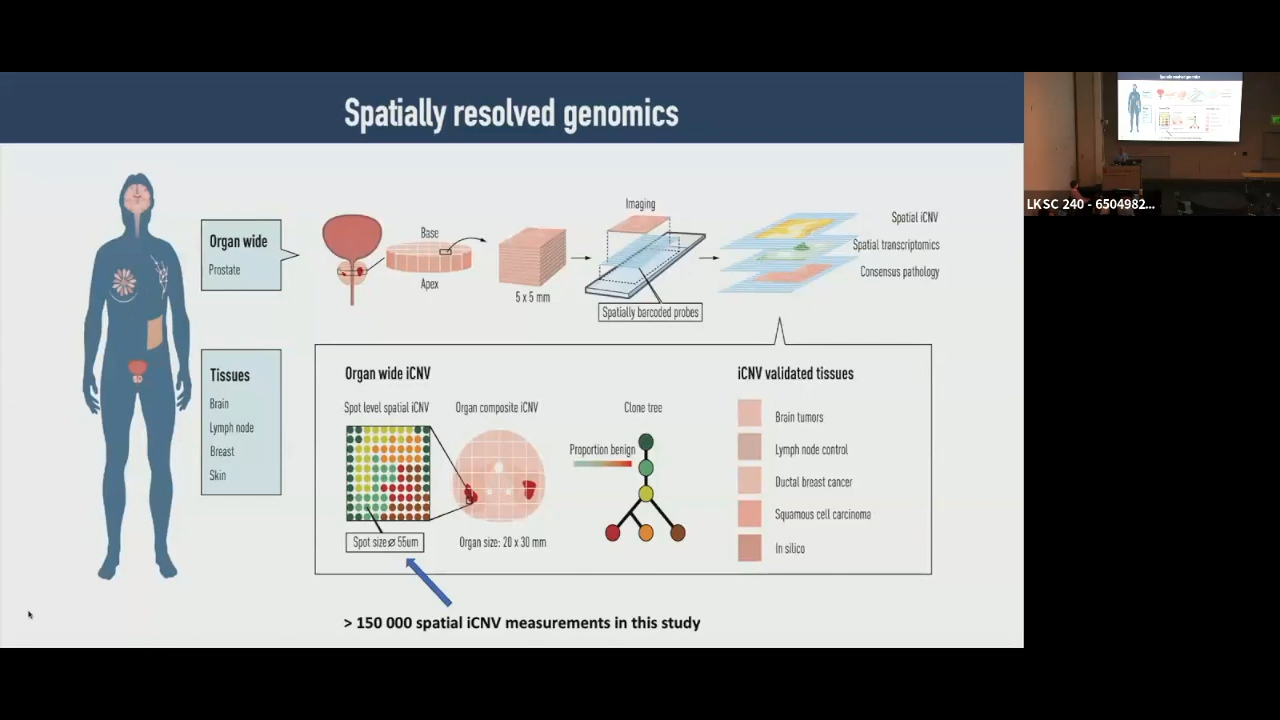 Spatially resolved genomics
Organ wide
Prostate
Base
Apex
5 x 5 mm
Imaging
Spatially barcoded probes
Spatial iCNV
Spatial transcriptomics
Consensus pathology
Tissues
Brain
Lymph node
Breast
Skin
Organ wide iCNV
Spot level spatial iCNV
Organ composite iCNV
Clone tree
Proportion benign
Spot size⌀ 55um
Organ size: 20 x 30 mm
iCNV validated tissues
Brain tumors
Lymph node control
Ductal breast cancer
Squamous cell carcinoma
In silico
> 150 000 spatial iCNV measurements in this study
LKSC 240 - 6504982...